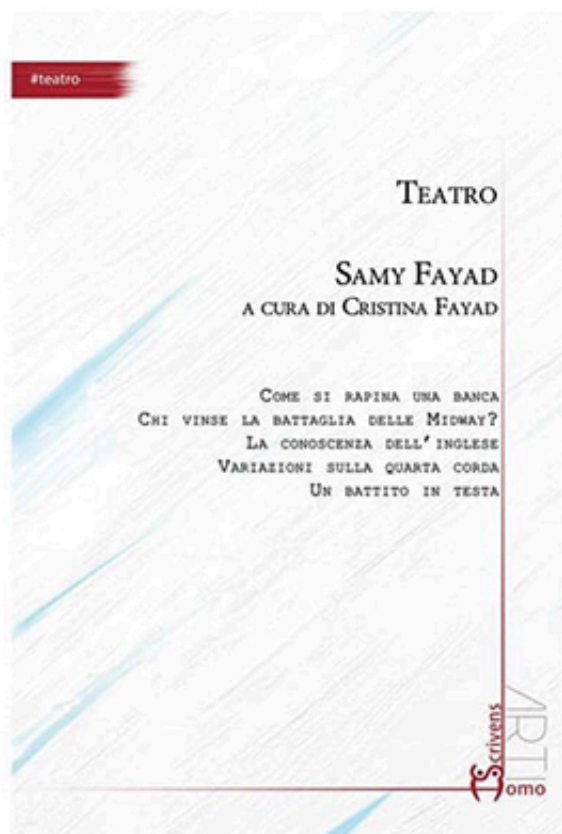 #teatro
TEATRO
SAMY FAYAD
A CURA DI CRISTINA FAYAD
COME SI RAPINA UNA BANCA
CHI VINSE LA BATTAGLIA DELLE MIDWAY?
LA CONOSCENZA DELL'INGLESE
VARIAZIONI SULLA QUARTA CORDA
UN BATTITO IN TESTA
ARTI
Homo Scrivens